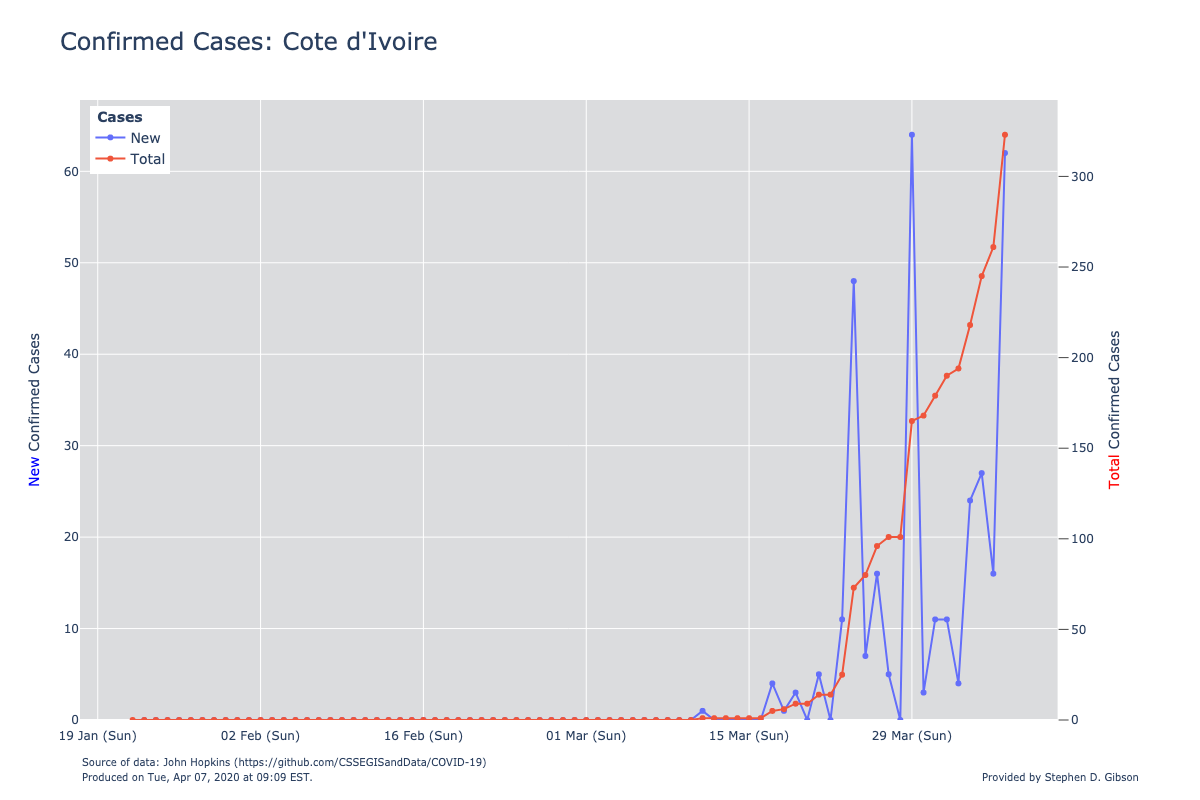 Confirmed Cases: Cote d'Ivoire
Cases
New
Total
60
50
40
30
20
10
0
300
250
200
150
100
50
0
New Confirmed Cases
Total Confirmed Cases
19 Jan (Sun)
02 Feb (Sun)
16 Feb (Sun)
01 Mar (Sun)
15 Mar (Sun)
29 Mar (Sun)
Source of data: John Hopkins (https://github.com/CSSEGISandData/COVID-19)
Produced on Tue, Apr 07, 2020 at 09:09 EST.
Provided by Stephen D. Gibson